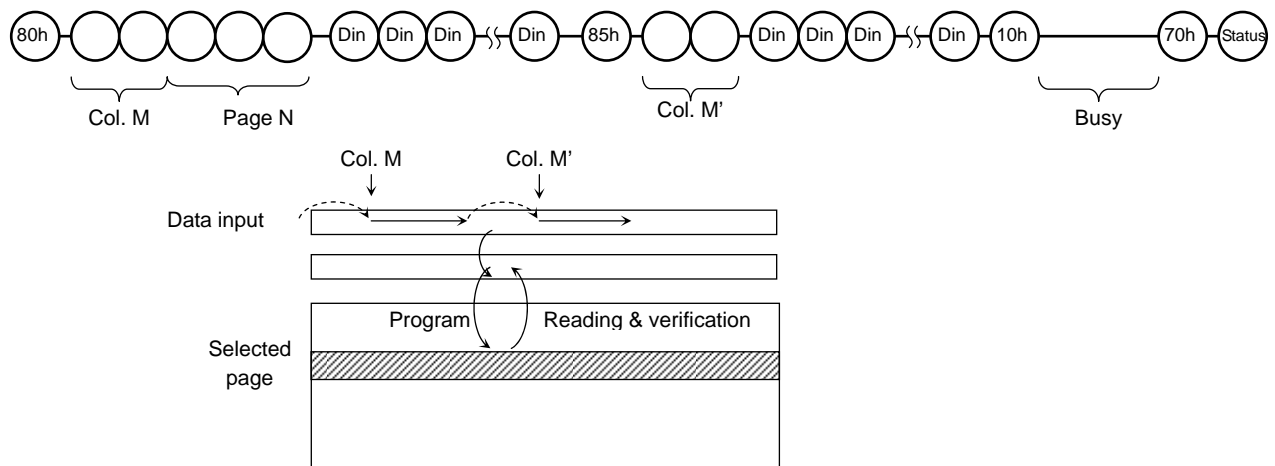 80h Din Din Din Din 85h Din Din Din Din 10h 70h Status
Col. M Page N Col. M’ Busy
Col. M Col. M’
Data input
Program Reading & verification
Selected
page